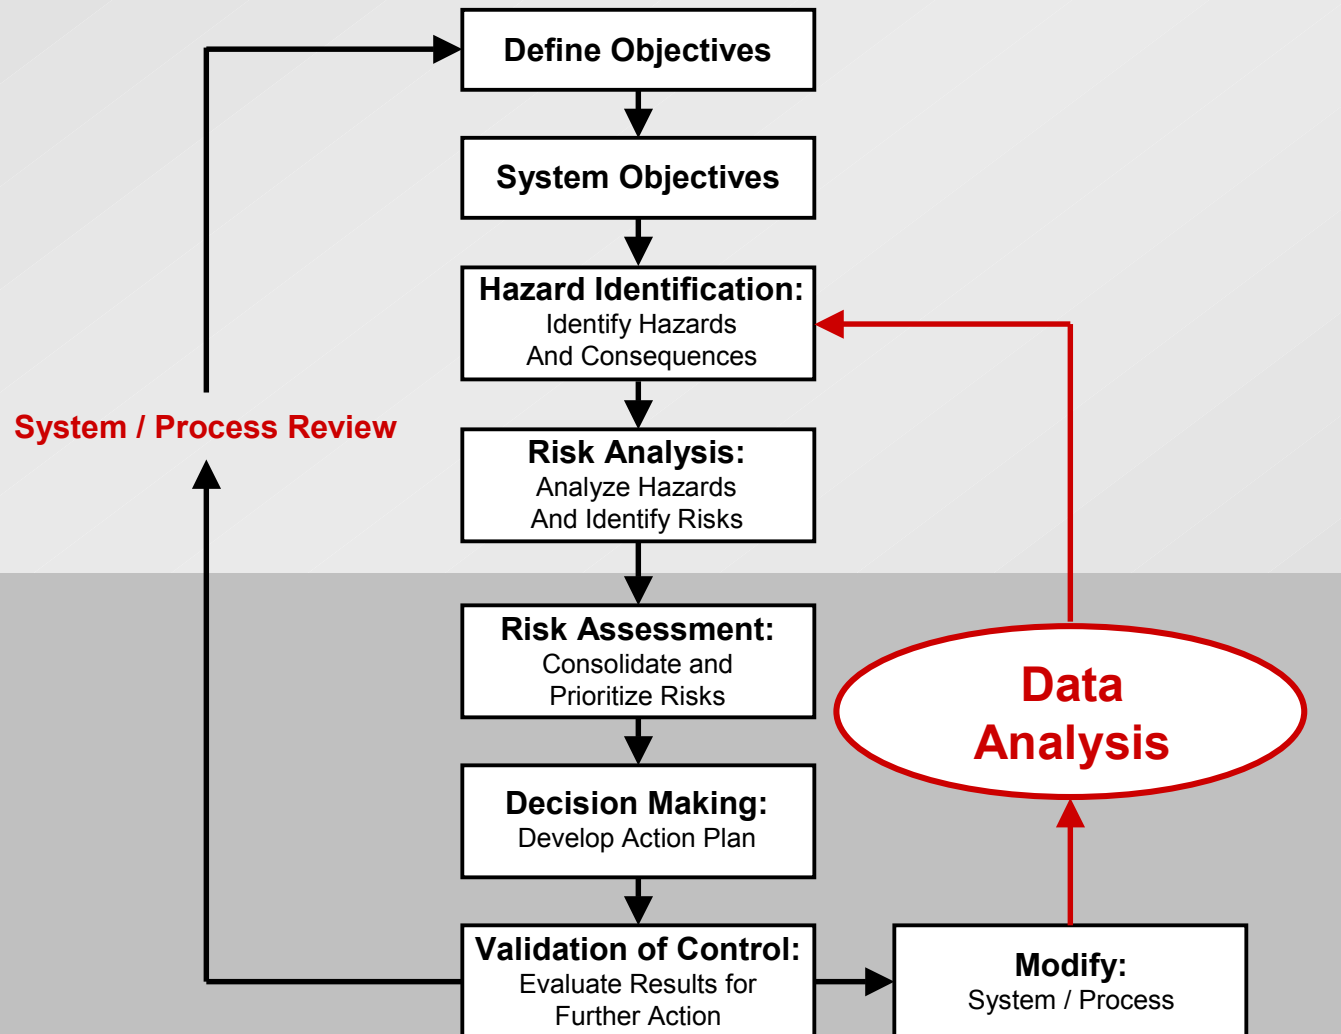 Define Objectives
System Objectives
Hazard Identification:
Identify Hazards
And Consequences
System / Process Review
Risk Analysis:
Analyze Hazards
And Identify Risks
Risk Assessment:
Consolidate and
Prioritize Risks
Data
Analysis
Decision Making:
Develop Action Plan
Validation of Control:
Evaluate Results for
Further Action
Modify:
System / Process